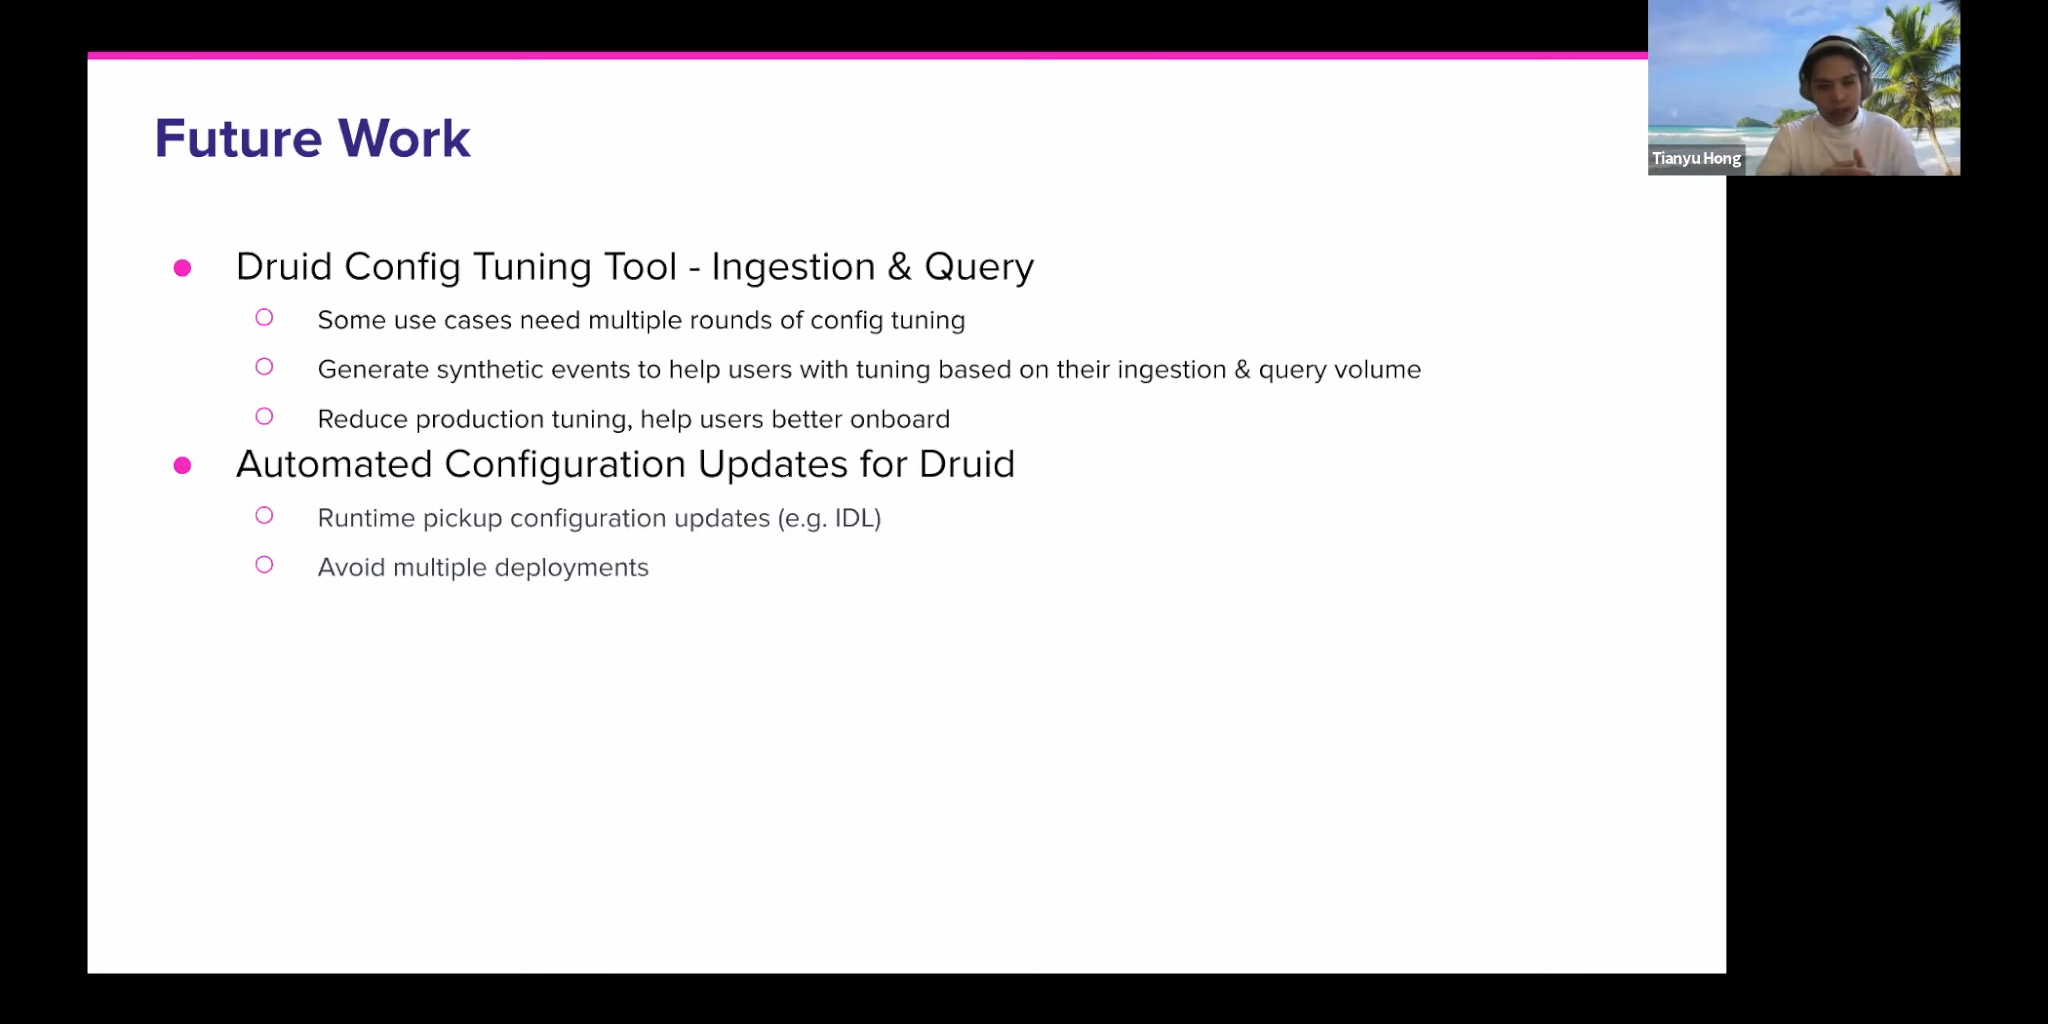 Future Work
Druid Config Tuning Tool - Ingestion & Query
Some use cases need multiple rounds of config tuning
Generate synthetic events to help users with tuning based on their ingestion & query volume
Reduce production tuning, help users better onboard
Automated Configuration Updates for Druid
Runtime pickup configuration updates (e.g. IDL)
Avoid multiple deployments
Tianyu Hong